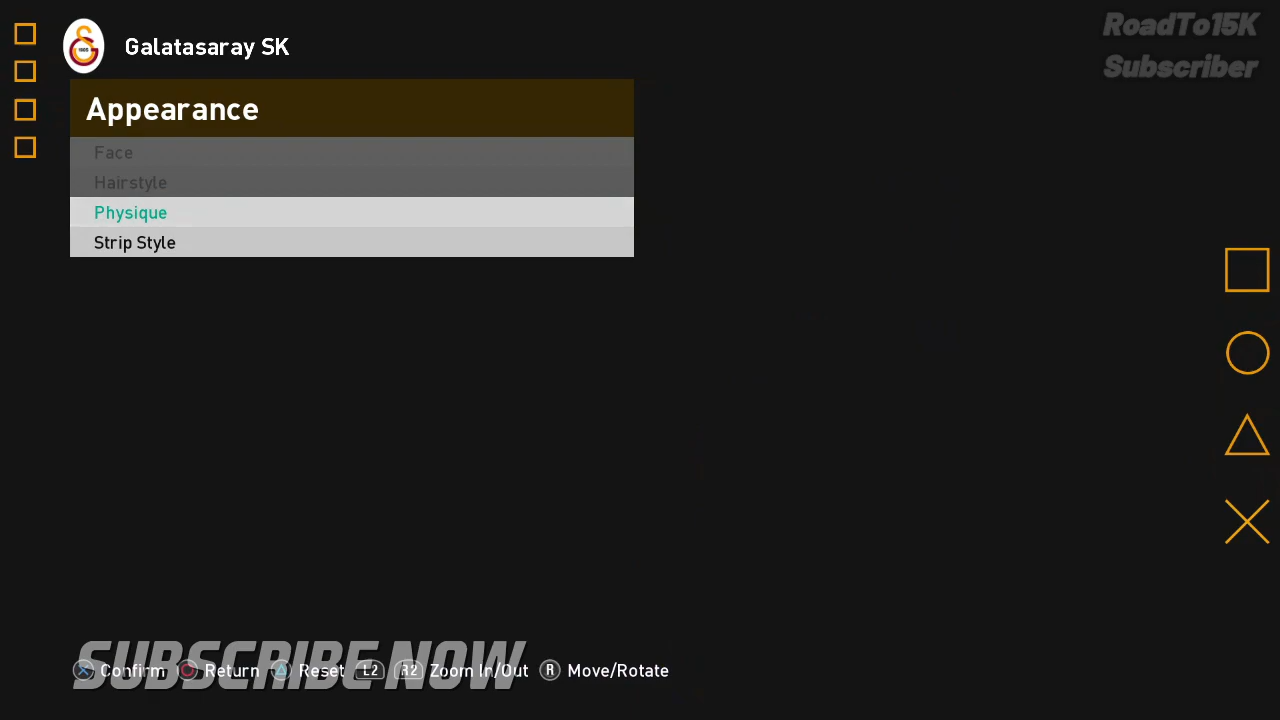 RoadTo15K
Subscriber
Galatasaray SK
Appearance
Face
Hairstyle
Physique
Strip Style
SUBSCRIBE NOW
Confirm Return Reset L2 R2 Zoom In/Out R Move/Rotate